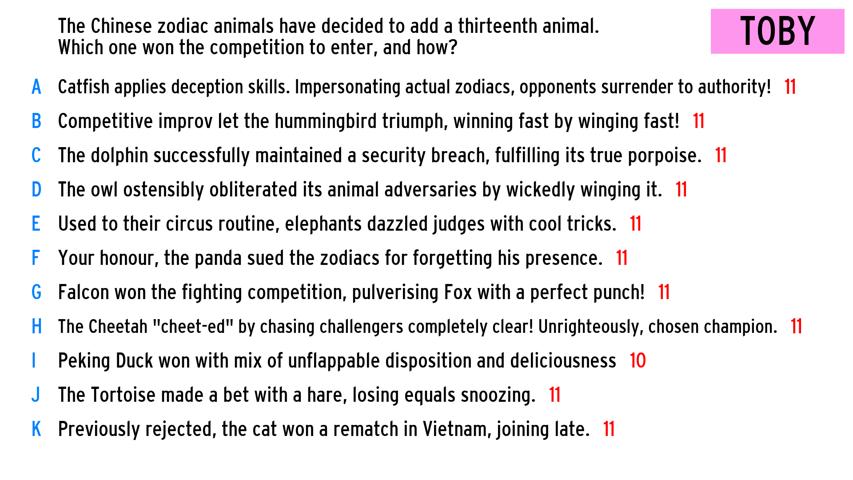 The Chinese zodiac animals have decided to add a thirteenth animal.
Which one won the competition to enter, and how?
TOBY
A Catfish applies deception skills. Impersonating actual zodiacs, opponents surrender to authority! 11
B Competitive improv let the hummingbird triumph, winning fast by winging fast! 11
C The dolphin successfully maintained a security breach, fulfilling its true porpoise. 11
D The owl ostensibly obliterated its animal adversaries by wickedly winging it. 11
E Used to their circus routine, elephants dazzled judges with cool tricks. 11
F Your honour, the panda sued the zodiacs for forgetting his presence. 11
G Falcon won the fighting competition, pulverising Fox with a perfect punch! 11
H The Cheetah "cheet-ed" by chasing challengers completely clear! Unrighteously, chosen champion. 11
I Peking Duck won with mix of unflappable disposition and deliciousness 10
J The Tortoise made a bet with a hare, losing equals snoozing. 11
K Previously rejected, the cat won a rematch in Vietnam, joining late. 11